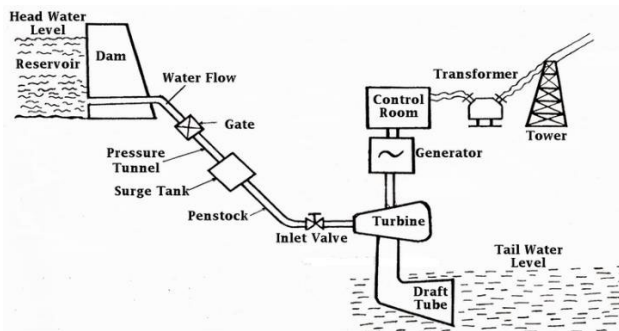 Head Water
Level
Reservoir
Dam
Water Flow
Gate
Pressure
Tunnel
Surge Tank
Penstock
Inlet Valve
Turbine
Generator
Control
Room
Transformer
Tower
Tail Water
Level
Draft
Tube